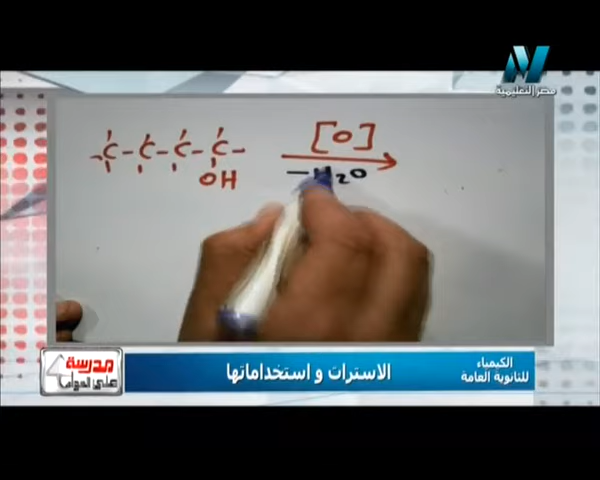 مصر التعليمية
- C - C - C - C -
OH
[O]
- H2O
الكيمياء
للثانوية العامة
الاسترات و استخداماتها
مدرسة
على الهواء